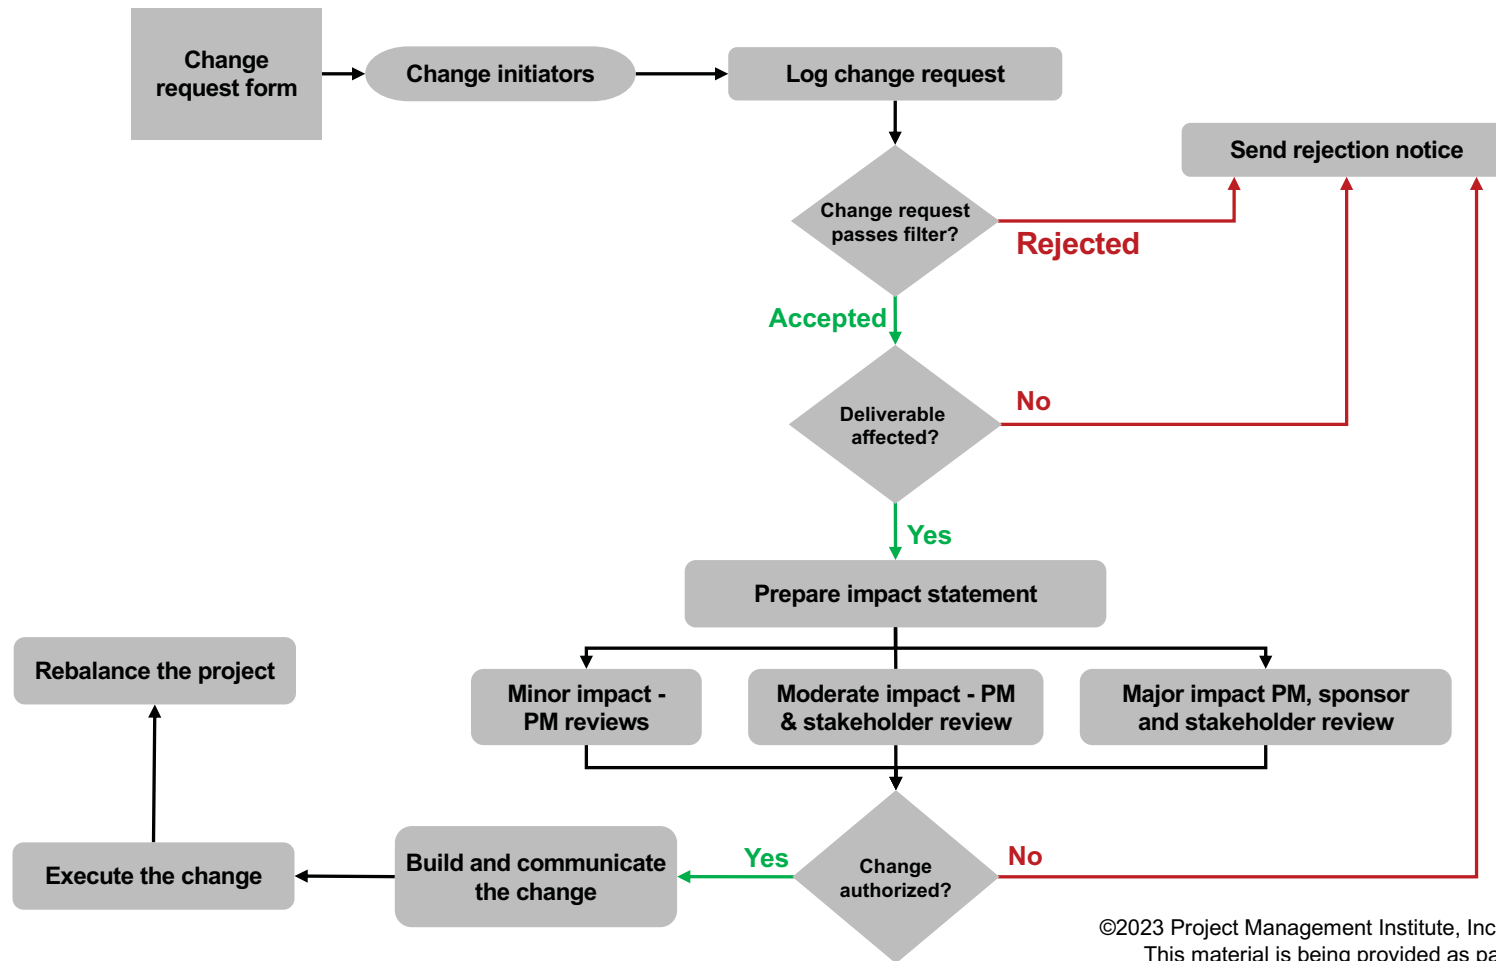 Change
request form
Change initiators
Log change request
Send rejection notice
Change request
passes filter?
Rejected
Accepted
Deliverable
affected?
No
Yes
Prepare impact statement
Rebalance the project
Minor impact -
PM reviews
Moderate impact - PM
& stakeholder review
Major impact PM, sponsor
and stakeholder review
Execute the change
Build and communicate
the change
Yes
Change
authorized?
No
©2023 Project Management Institute, Inc
This material is being provided as pa